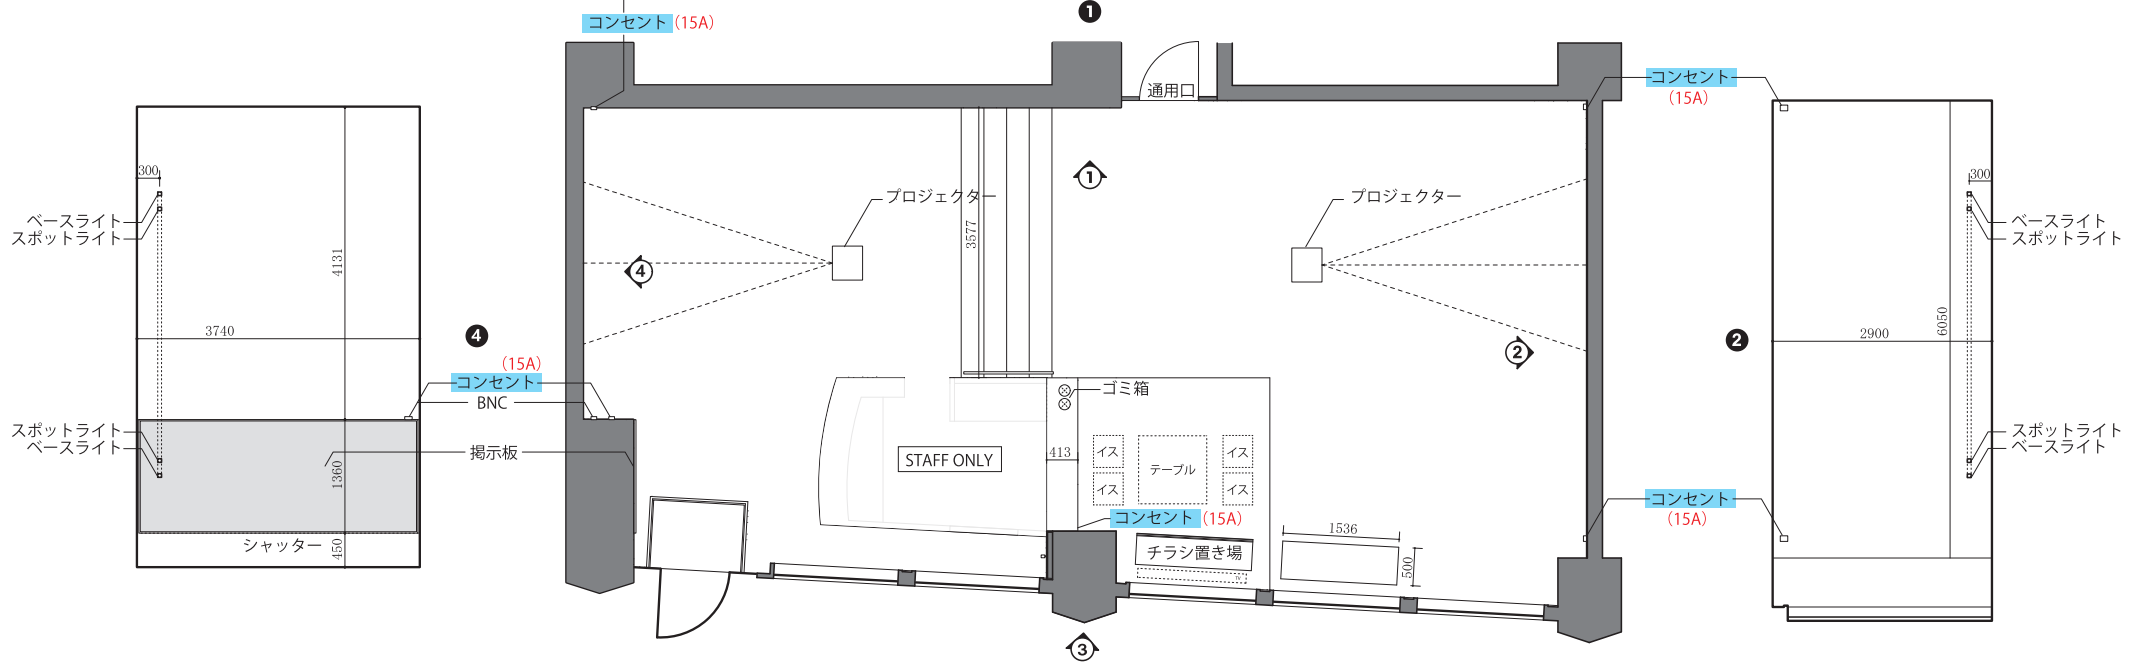 コンセント (15A)
❶
通用口
コンセント
(15A)
300
ベースライト
スポットライト
4131
3740
❹
(15A)
コンセント
BNC
スポットライト
ベースライト
掲示板
1360
シャッター
450
プロジェクター
④
3577
①
プロジェクター
②
ゴミ箱
STAFF ONLY
413
イス
イス
テーブル
イス
イス
コンセント (15A)
チラシ置き場
TV
1536
500
③
❷
コンセント
(15A)
300
ベースライト
スポットライト
6050
2900
スポットライト
ベースライト